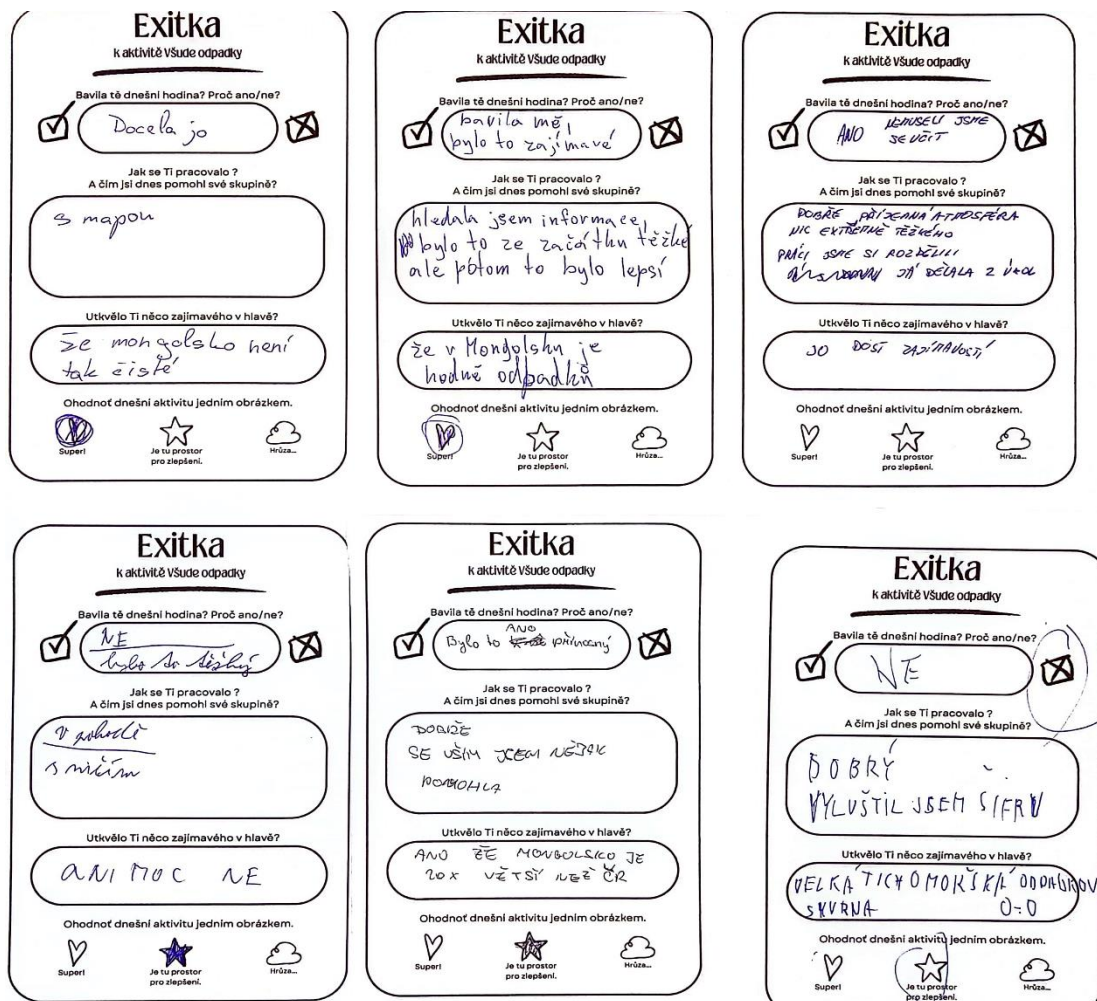 Exitka
k aktivitě Všude odpadky
Bavila tě dnešní hodina? Proč ano/ne?
Docela jo
Jak se Ti pracovalo ?
A čim jsi dnes pomohl své skupině?
s mapou
Utkvělo Ti něco zajímavého v hlavě?
že mongolsko není
tak čisté
Ohodnoť dnešní aktivitu jedním obrázkem.
Super!
Je tu prostor
pro zlepšení.
Hrůza...
Exitka
k aktivitě Všude odpadky
Bavila tě dnešní hodina? Proč ano/ne?
bavila mě,
bylo to zajímavé
Jak se Ti pracovalo ?
A čim jsi dnes pomohl své skupině?
hledala jsem informace,
bylo to ze začátku těžké
ale potom to bylo lepsí
Utkvělo Ti něco zajímavého v hlavě?
že v Mongolsku je
hodně odpadků
Ohodnoť dnešní aktivitu jedním obrázkem.
Super!
Je tu prostor
pro zlepšení.
Hrůza...
Exitka
k aktivitě Všude odpadky
Bavila tě dnešní hodina? Proč ano/ne?
ANO NEMUSELI JSME
SE UČIT
Jak se Ti pracovalo ?
A čim jsi dnes pomohl své skupině?
DOBŘE PŘÍJEMNÁ ATMOSFÉRA
NIC EXTRÉMNĚ TĚŽKÉHO
PRÁCI JSME SI ROZDĚLILI
JÁ DĚLALA 2 ÚKOL
Utkvělo Ti něco zajímavého v hlavě?
JO DOST ZAJÍMAVOSTÍ
Ohodnoť dnešní aktivitu jedním obrázkem.
Super!
Je tu prostor
pro zlepšení.
Hrůza...
Exitka
k aktivitě Všude odpadky
Bavila tě dnešní hodina? Proč ano/ne?
NE
bylo to těžký
Jak se Ti pracovalo ?
A čim jsi dnes pomohl své skupině?
v pohodě
s ničím
Utkvělo Ti něco zajímavého v hlavě?
ANI MOC NE
Ohodnoť dnešní aktivitu jedním obrázkem.
Super!
Je tu prostor
pro zlepšení.
Hrůza...
Exitka
k aktivitě Všude odpadky
Bavila tě dnešní hodina? Proč ano/ne?
ANO
Bylo to přínosný
Jak se Ti pracovalo ?
A čim jsi dnes pomohl své skupině?
DOBŘE
SE VŠÍM JSEM NĚJAK
POMOHLA
Utkvělo Ti něco zajímavého v hlavě?
ANO ŽE MONGOLSKO JE
20x VĚTSÍ NEŽ ČR
Ohodnoť dnešní aktivitu jedním obrázkem.
Super!
Je tu prostor
pro zlepšení.
Hrůza...
Exitka
k aktivitě Všude odpadky
Bavila tě dnešní hodina? Proč ano/ne?
NE
Jak se Ti pracovalo ?
A čim jsi dnes pomohl své skupině?
DOBRÝ
VYLUŠTIL JSEM ŠIFRU
Utkvělo Ti něco zajímavého v hlavě?
VELKÁ TICHOMOŘSKÁ ODPADKOV
SKVRNA 0-0
Ohodnoť dnešní aktivitu jedním obrázkem.
Super!
Je tu prostor
pro zlepšení.
Hrůza...